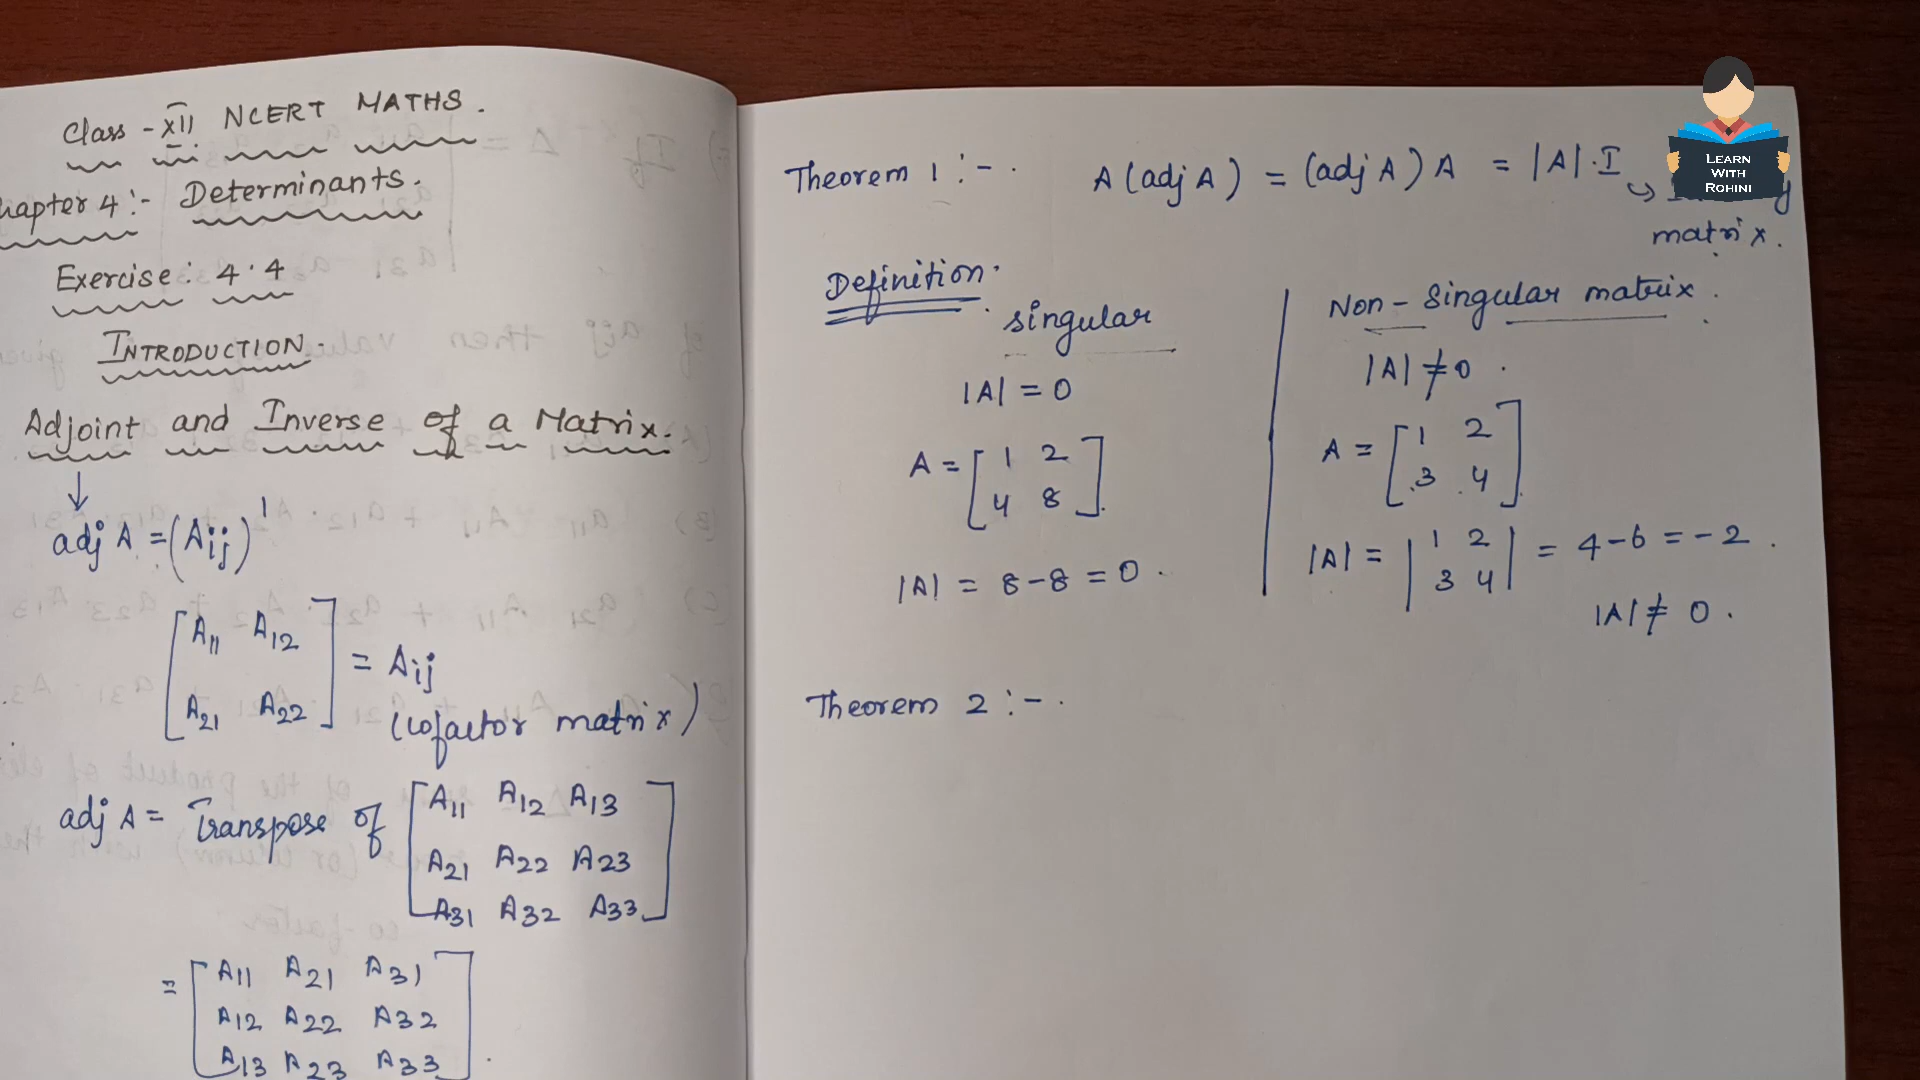 Class - XII NCERT MATHS.
Chapter 4 :- Determinants.
Exercise: 4.4
INTRODUCTION.
Adjoint and Inverse of a Matrix.
↓
adj A = (Aij)'
[A11 A12
A21 A22] = Aij
(cofactor matrix)
adj A = Transpose of [A11 A12 A13
A21 A22 A23
A31 A32 A33]
= [A11 A21 A31
A12 A22 A32
A13 A23 A33].
Theorem 1 :- A (adj A) = (adj A) A = |A|. I
matrix.
Definition.
singular
|A| = 0
A = [1 2
4 8].
|A| = 8-8 = 0.
Non-Singular matrix.
|A| ≠ 0.
A = [1 2
3 4].
|A| = |1 2
3 4| = 4-6 = -2.
|A| ≠ 0.
Theorem 2 :-.
LEARN
WITH
ROHINI